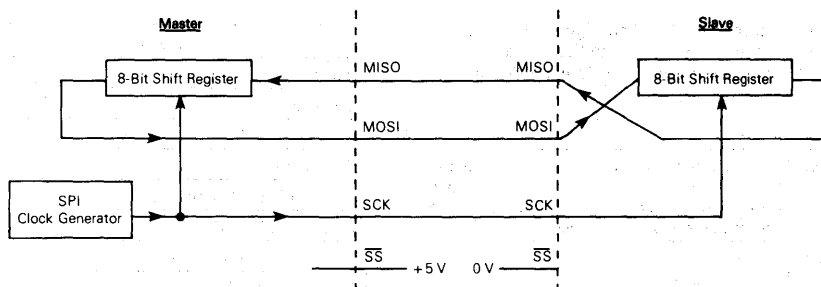 Master
Slave
8-Bit Shift Register
MISO
MISO
8-Bit Shift Register
MOSI
MOSI
SPI
Clock Generator
SCK
SCK
SS
+5 V
0 V
SS